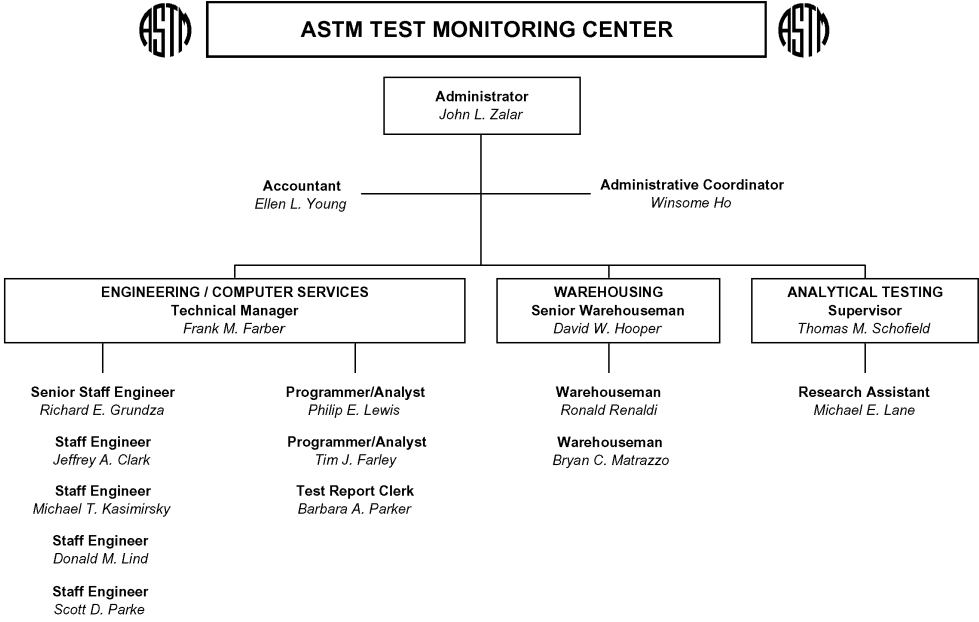 ASTM
ASTM TEST MONITORING CENTER
ASTM
Administrator
John L. Zalar
Accountant
Ellen L. Young
Administrative Coordinator
Winsome Ho
ENGINEERING / COMPUTER SERVICES
Technical Manager
Frank M. Farber
WAREHOUSING
Senior Warehouseman
David W. Hooper
ANALYTICAL TESTING
Supervisor
Thomas M. Schofield
Senior Staff Engineer
Richard E. Grundza
Staff Engineer
Jeffrey A. Clark
Staff Engineer
Michael T. Kasimirsky
Staff Engineer
Donald M. Lind
Staff Engineer
Scott D. Parke
Programmer/Analyst
Philip E. Lewis
Programmer/Analyst
Tim J. Farley
Test Report Clerk
Barbara A. Parker
Warehouseman
Ronald Renaldi
Warehouseman
Bryan C. Matrazzo
Research Assistant
Michael E. Lane